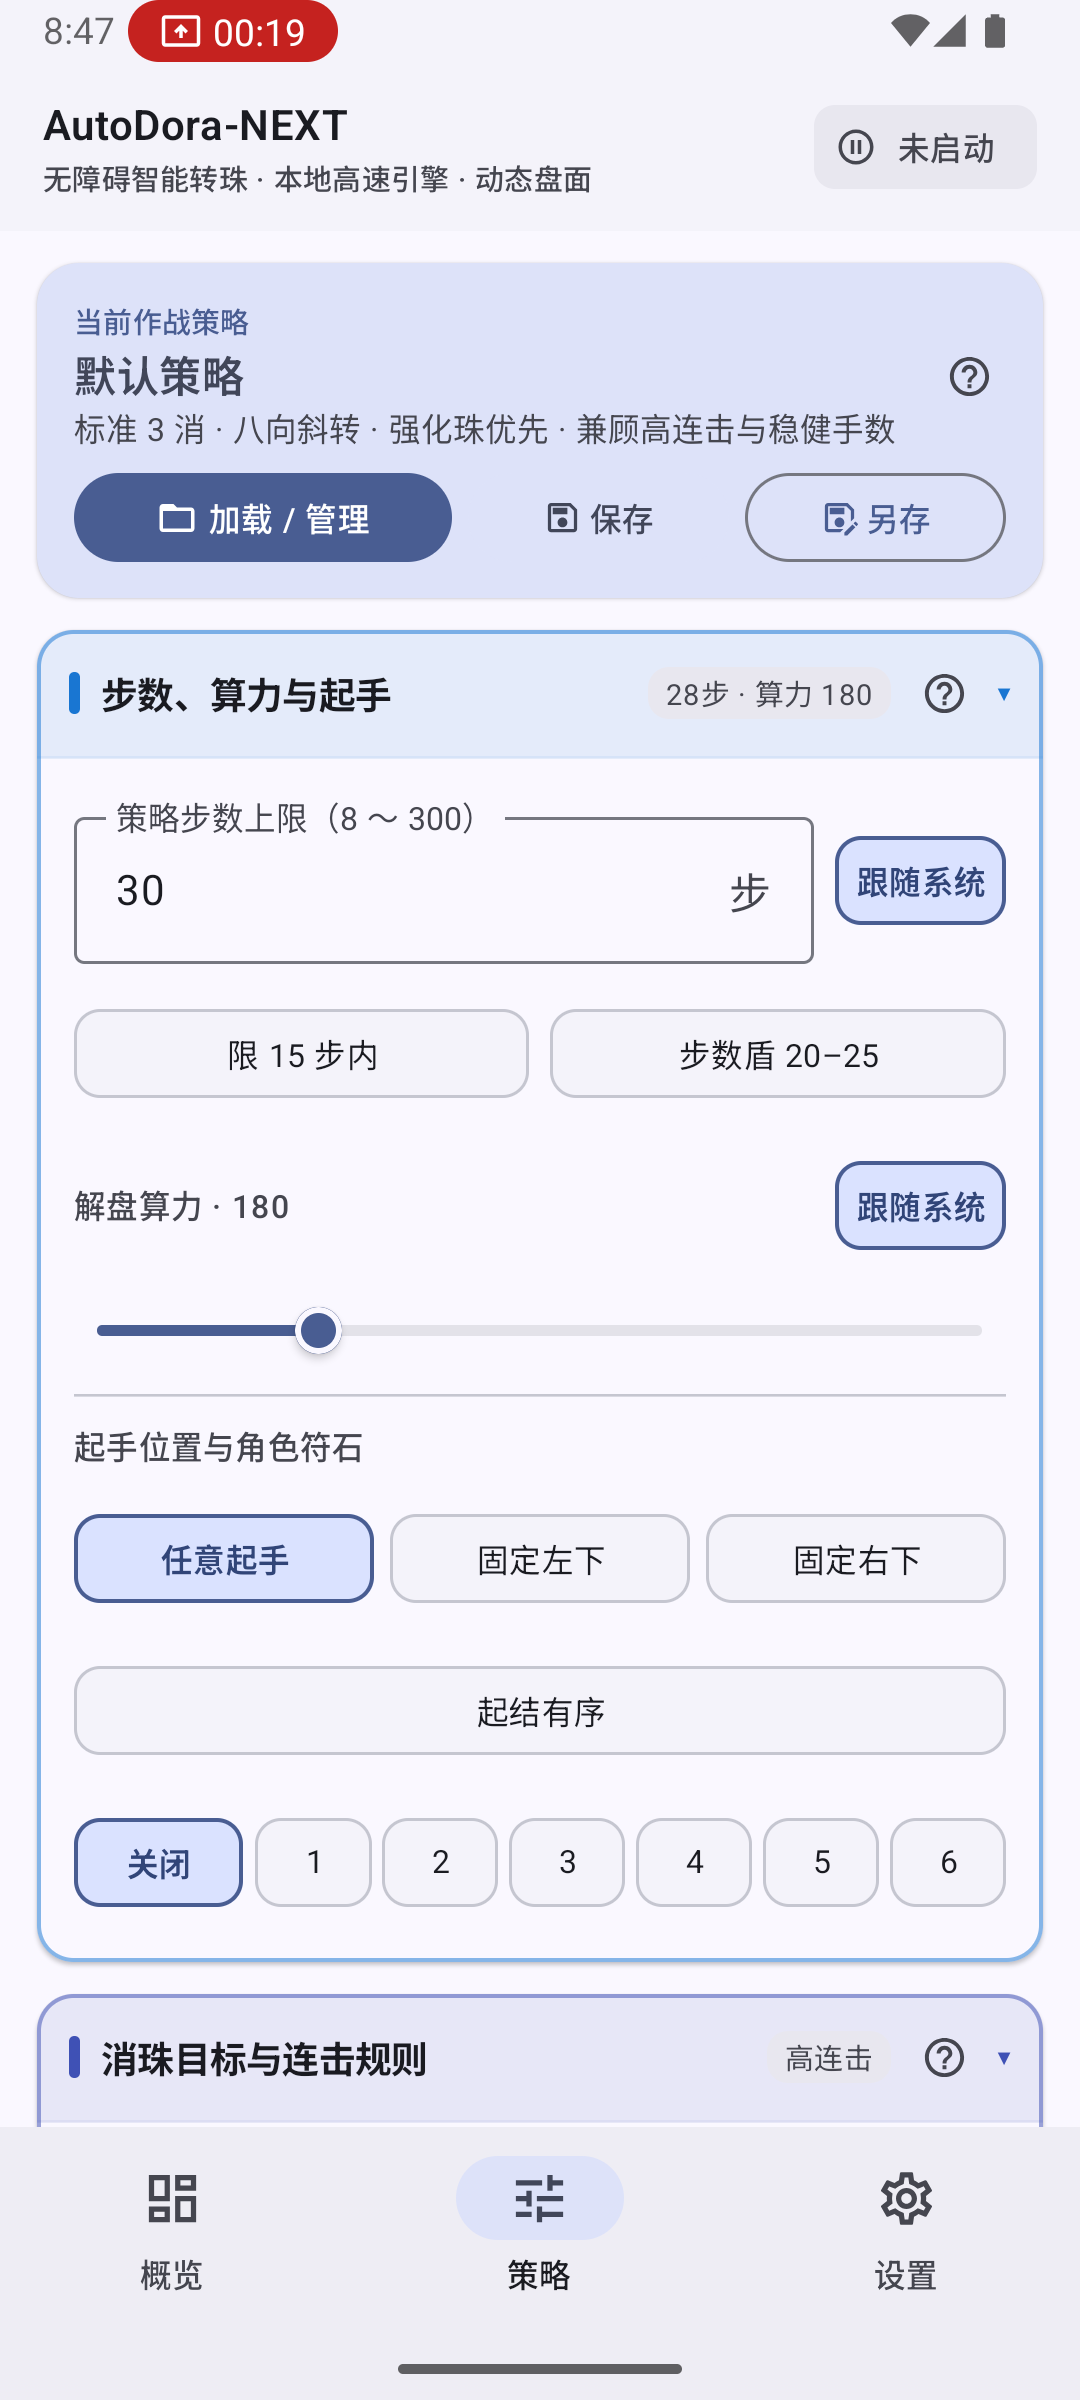 8:47 00:19
AutoDora-NEXT
无障碍智能转珠 · 本地高速引擎 · 动态盘面
未启动
当前作战策略
默认策略
标准 3 消 · 八向斜转 · 强化珠优先 · 兼顾高连击与稳健手数
加载 / 管理 保存 另存
步数、算力与起手 28步 · 算力 180
策略步数上限（8 ～ 300）
30 步 跟随系统
限 15 步内 步数盾 20–25
解盘算力 · 180 跟随系统
起手位置与角色符石
任意起手 固定左下 固定右下
起结有序
关闭 1 2 3 4 5 6
消珠目标与连击规则 高连击
概览 策略 设置